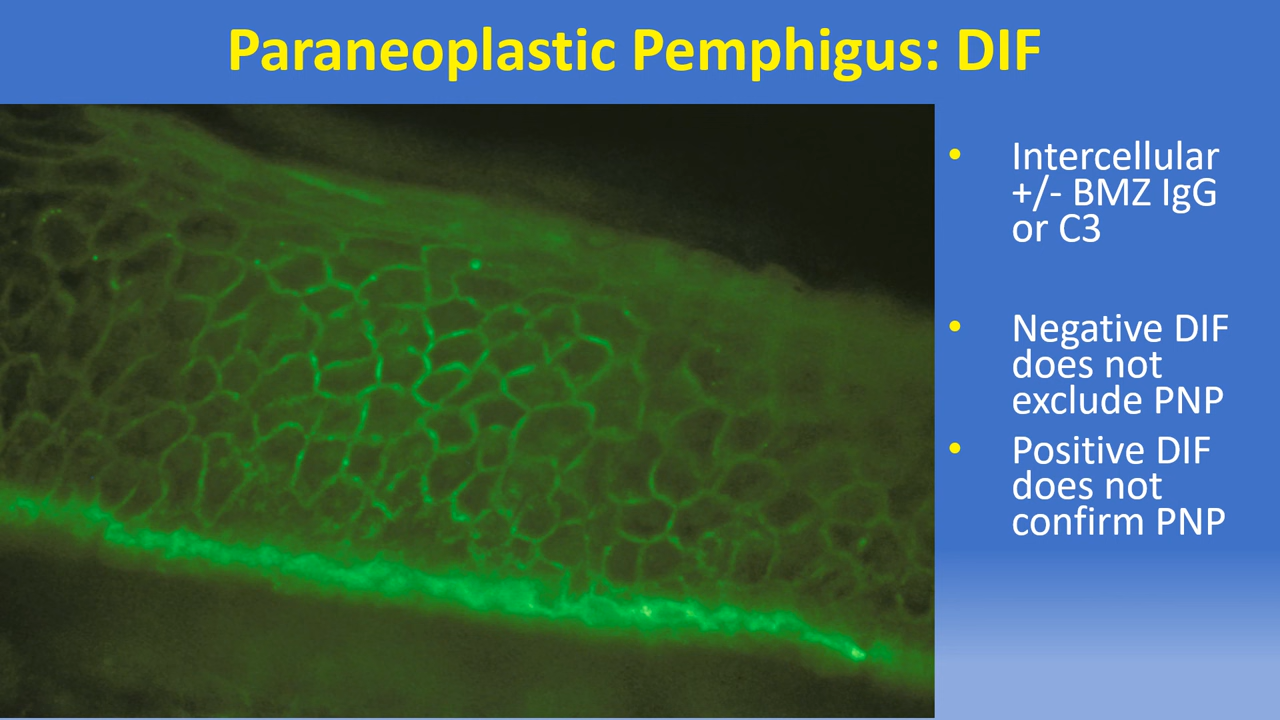 Paraneoplastic Pemphigus: DIF
• Intercellular
+/- BMZ IgG
or C3
• Negative DIF
does not
exclude PNP
• Positive DIF
does not
confirm PNP